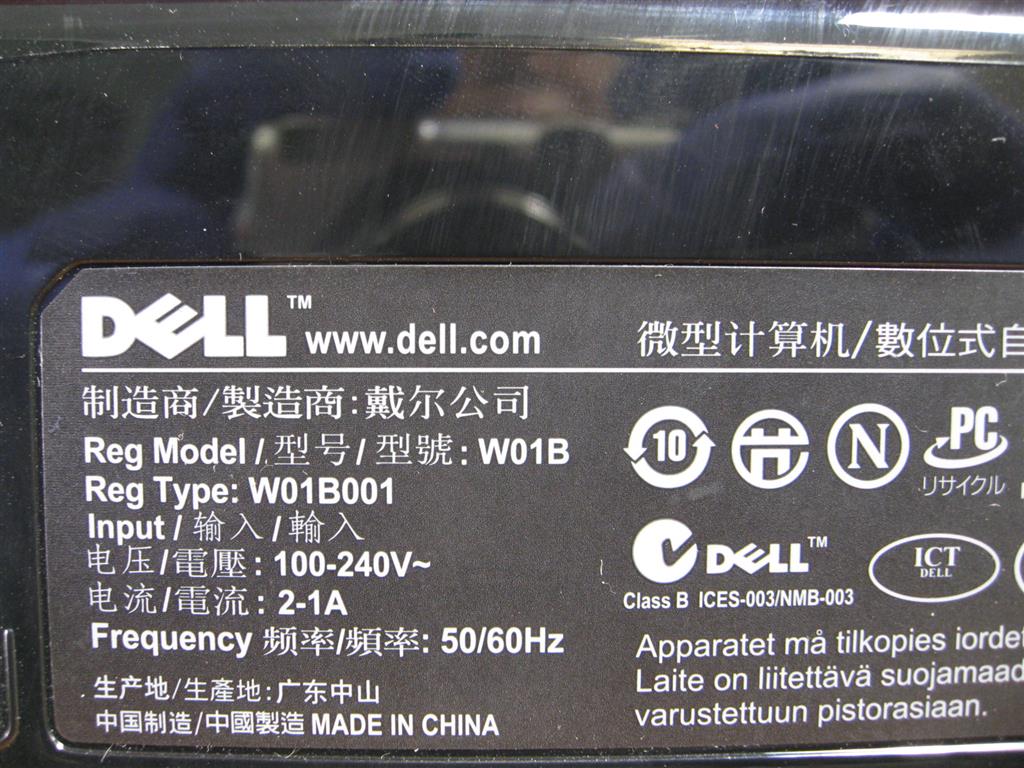 DELL™ www.dell.com
微型计算机/數位式自
制造商/製造商:戴尔公司
Reg Model / 型号/ 型號: W01B
Reg Type: W01B001
Input / 输入 / 輸入
电压/電壓: 100-240V~
电流/電流: 2-1A
Frequency 频率/頻率: 50/60Hz
生产地/生產地:广东中山
中国制造/中國製造 MADE IN CHINA
10
N
PC
リサイクル
DELL™
ICT
DELL
Class B ICES-003/NMB-003
Apparatet må tilkopies iordet
Laite on liitettävä suojamaad
varustettuun pistorasiaan.